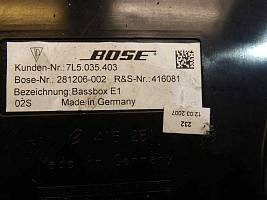 BOSE
Kunden-Nr.:7L5.035.403
Bose-Nr.:281206-002 R&S-Nr.:416081
Bezeichnung:Bassbox E1
02S Made in Germany
232
12.03.2007